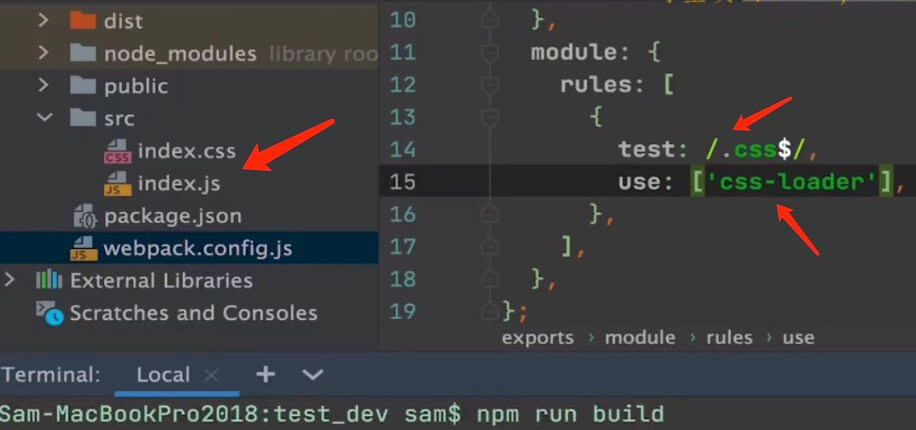 dist
node_modules library roo
public
src
index.css
index.js
package.json
webpack.config.js
External Libraries
Scratches and Consoles
10 },
11 module: {
12 rules: [
13 {
14 test: /.css$/,
15 use: ['css-loader'],
16 },
17 ],
18 },
19 };
exports › module › rules › use
Terminal: Local × +
Sam-MacBookPro2018:test_dev sam$ npm run build